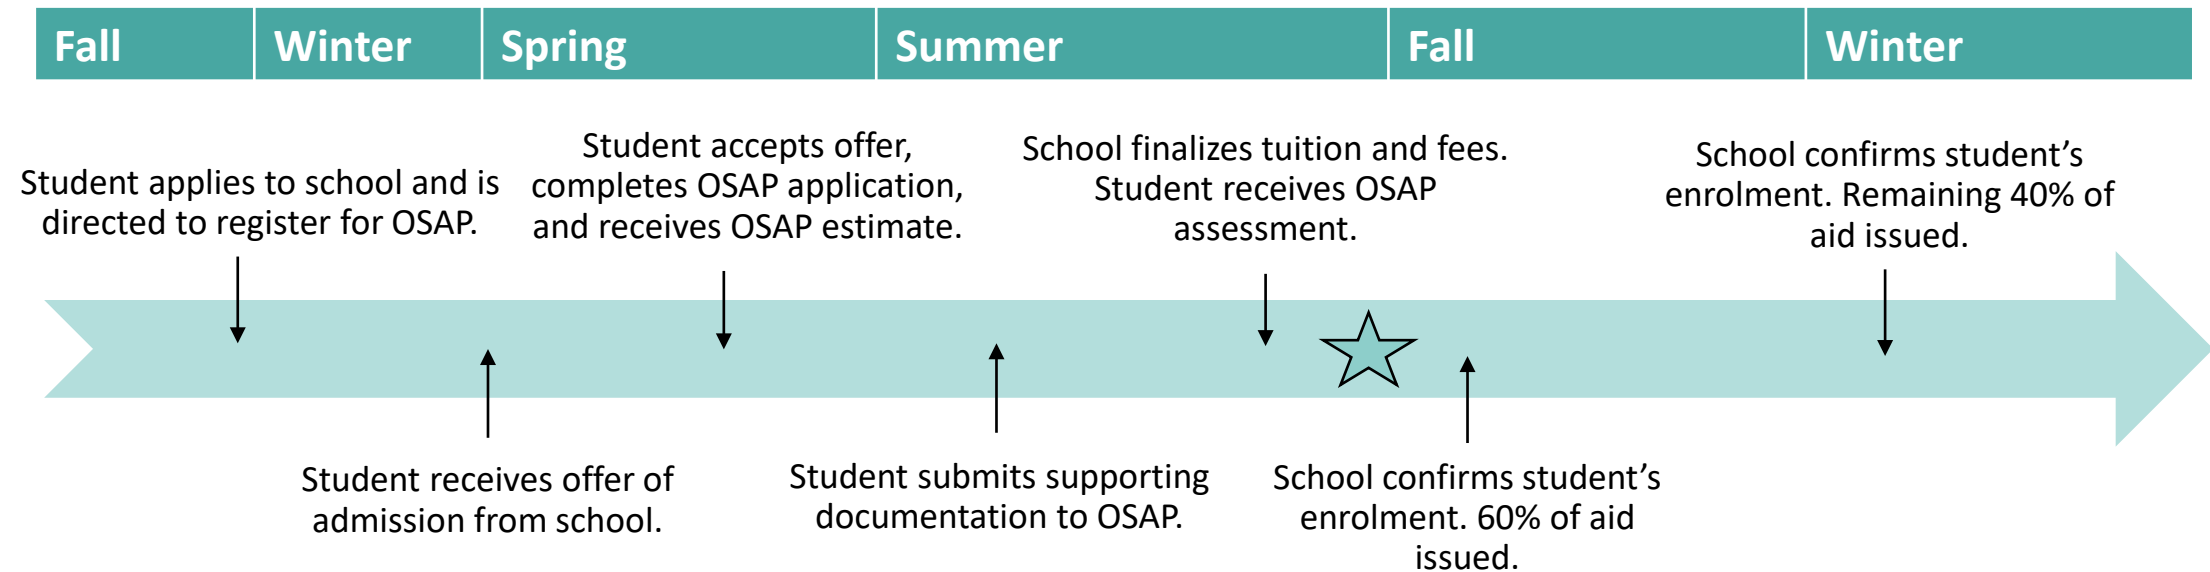 Fall Winter Spring Summer Fall Winter
Student applies to school and is
directed to register for OSAP.
Student accepts offer,
completes OSAP application,
and receives OSAP estimate.
School finalizes tuition and fees.
Student receives OSAP
assessment.
School confirms student’s
enrolment. Remaining 40% of
aid issued.
Student receives offer of
admission from school.
Student submits supporting
documentation to OSAP.
School confirms student’s
enrolment. 60% of aid
issued.